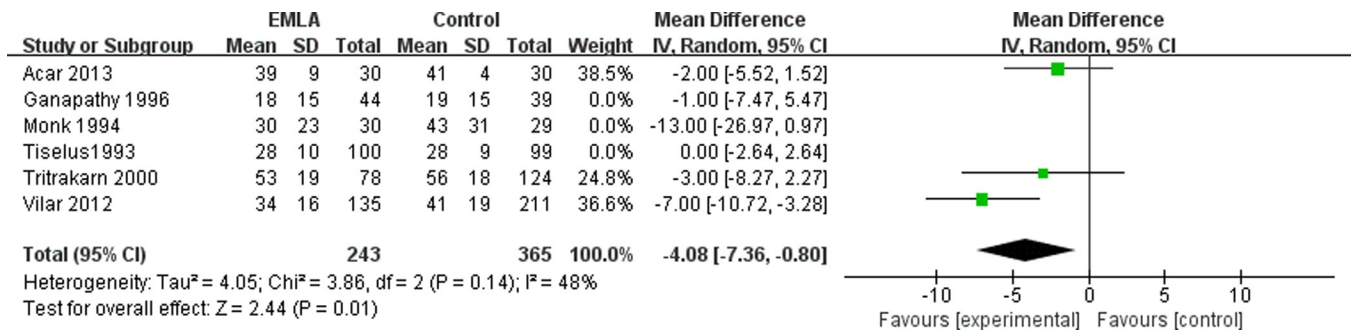 EMLA Control Mean Difference Mean Difference
Study or Subgroup Mean SD Total Mean SD Total Weight IV, Random, 95% CI IV, Random, 95% CI
Acar 2013 39 9 30 41 4 30 38.5% -2.00 [-5.52, 1.52]
Ganapathy 1996 18 15 44 19 15 39 0.0% -1.00 [-7.47, 5.47]
Monk 1994 30 23 30 43 31 29 0.0% -13.00 [-26.97, 0.97]
Tiselus1993 28 10 100 28 9 99 0.0% 0.00 [-2.64, 2.64]
Tritrakarn 2000 53 19 78 56 18 124 24.8% -3.00 [-8.27, 2.27]
Vilar 2012 34 16 135 41 19 211 36.6% -7.00 [-10.72, -3.28]
Total (95% CI) 243 365 100.0% -4.08 [-7.36, -0.80]
Heterogeneity: Tau² = 4.05; Chi² = 3.86, df = 2 (P = 0.14); I² = 48%
Test for overall effect: Z = 2.44 (P = 0.01)
-10 -5 0 5 10
Favours [experimental] Favours [control]